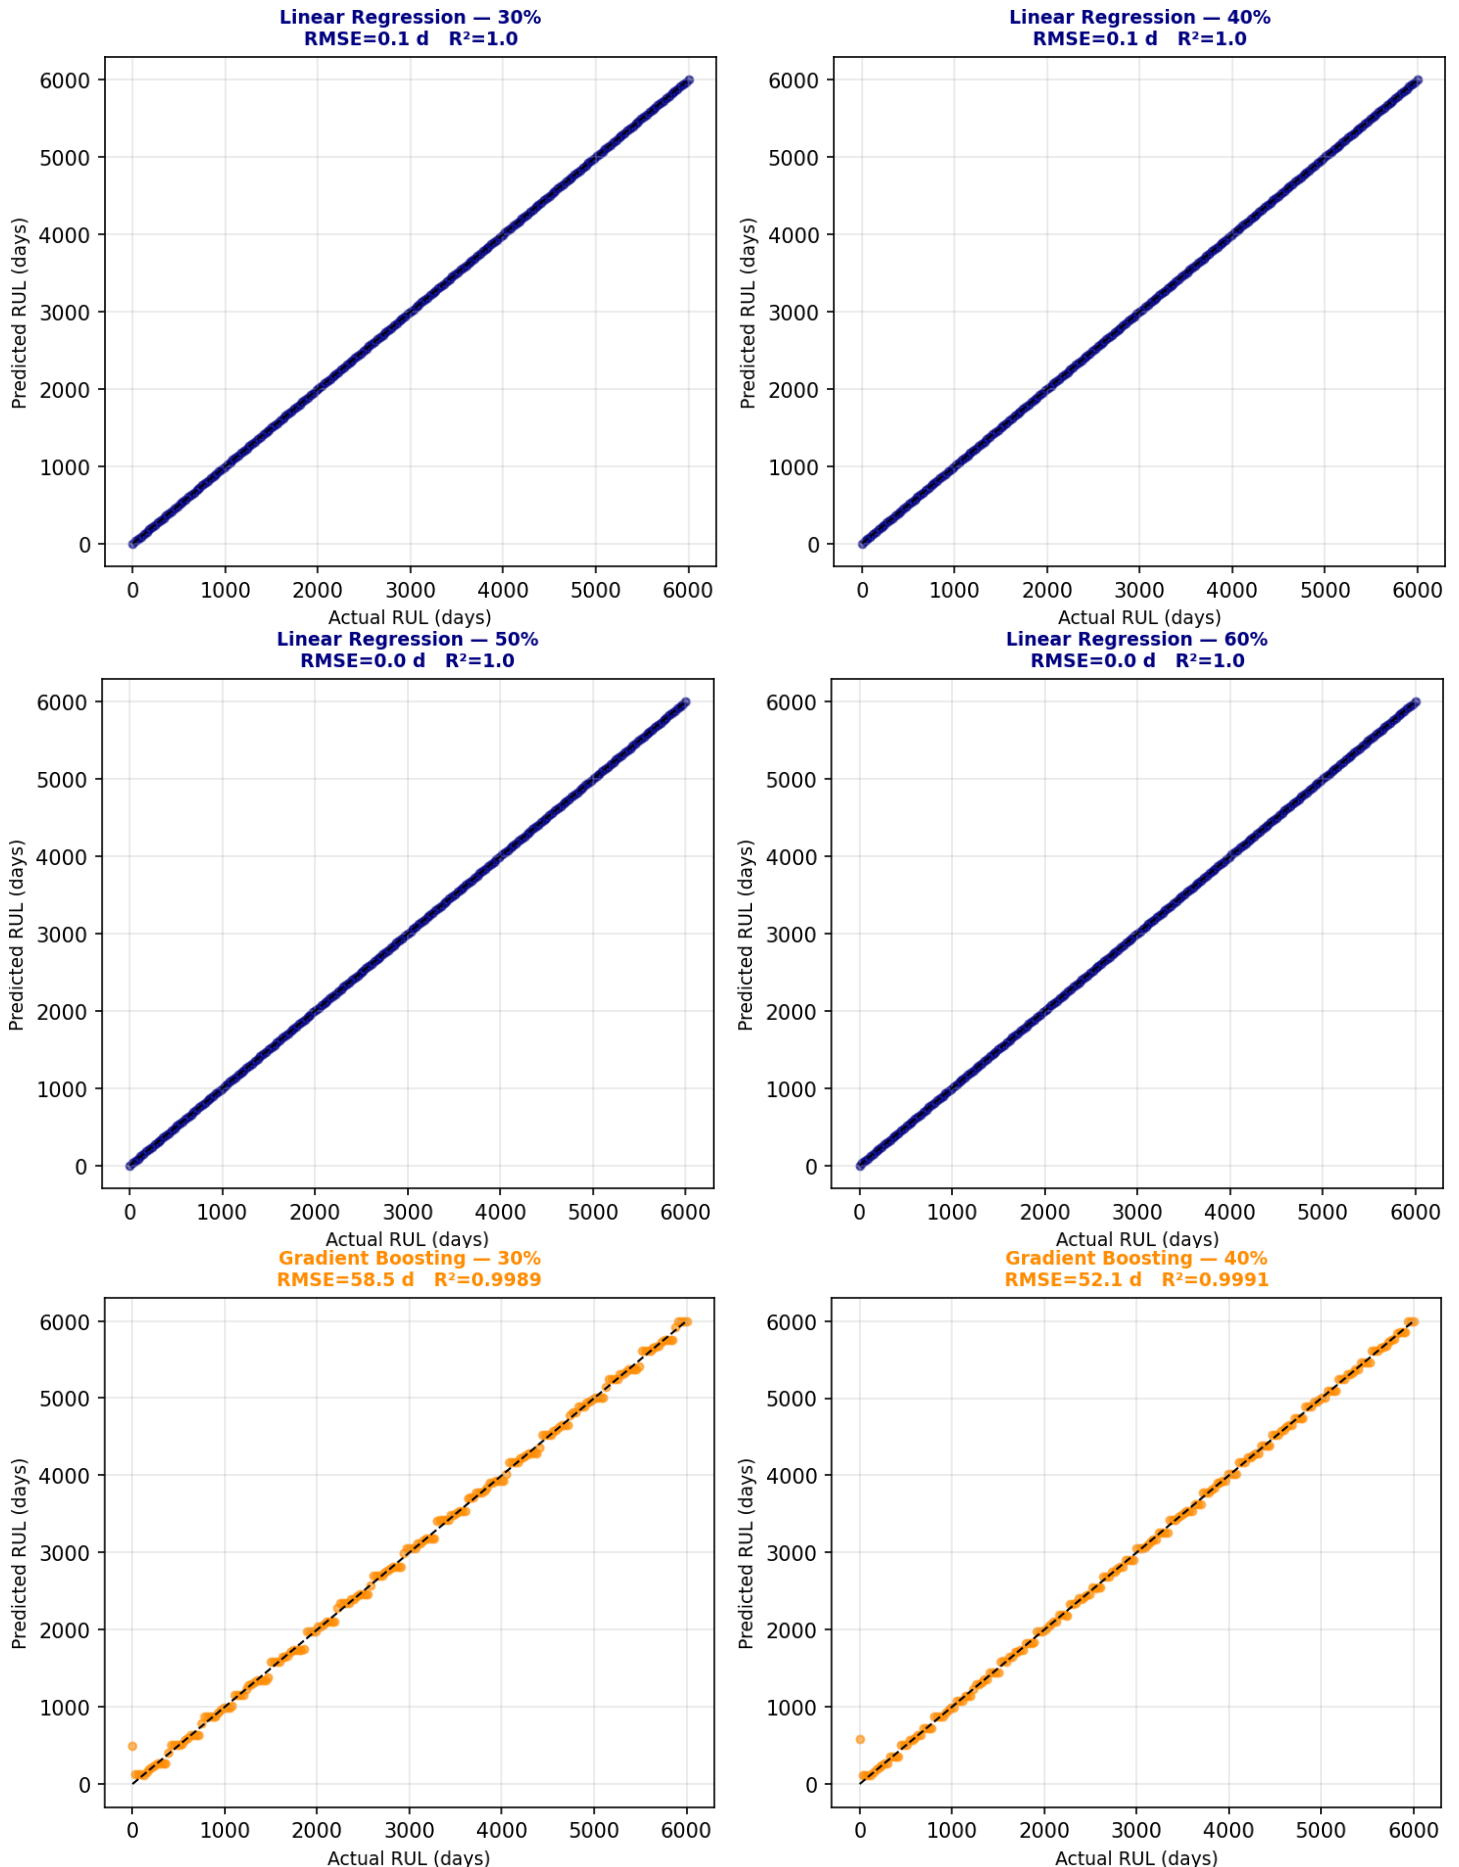 Linear Regression — 30%
RMSE=0.1 d R²=1.0
6000
5000
4000
3000
2000
1000
0
Predicted RUL (days)
0 1000 2000 3000 4000 5000 6000
Actual RUL (days)
Linear Regression — 40%
RMSE=0.1 d R²=1.0
6000
5000
4000
3000
2000
1000
0
Predicted RUL (days)
0 1000 2000 3000 4000 5000 6000
Actual RUL (days)
Linear Regression — 50%
RMSE=0.0 d R²=1.0
6000
5000
4000
3000
2000
1000
0
Predicted RUL (days)
0 1000 2000 3000 4000 5000 6000
Actual RUL (days)
Linear Regression — 60%
RMSE=0.0 d R²=1.0
6000
5000
4000
3000
2000
1000
0
Predicted RUL (days)
0 1000 2000 3000 4000 5000 6000
Actual RUL (days)
Gradient Boosting — 30%
RMSE=58.5 d R²=0.9989
6000
5000
4000
3000
2000
1000
0
Predicted RUL (days)
0 1000 2000 3000 4000 5000 6000
Actual RUL (days)
Gradient Boosting — 40%
RMSE=52.1 d R²=0.9991
6000
5000
4000
3000
2000
1000
0
Predicted RUL (days)
0 1000 2000 3000 4000 5000 6000
Actual RUL (days)